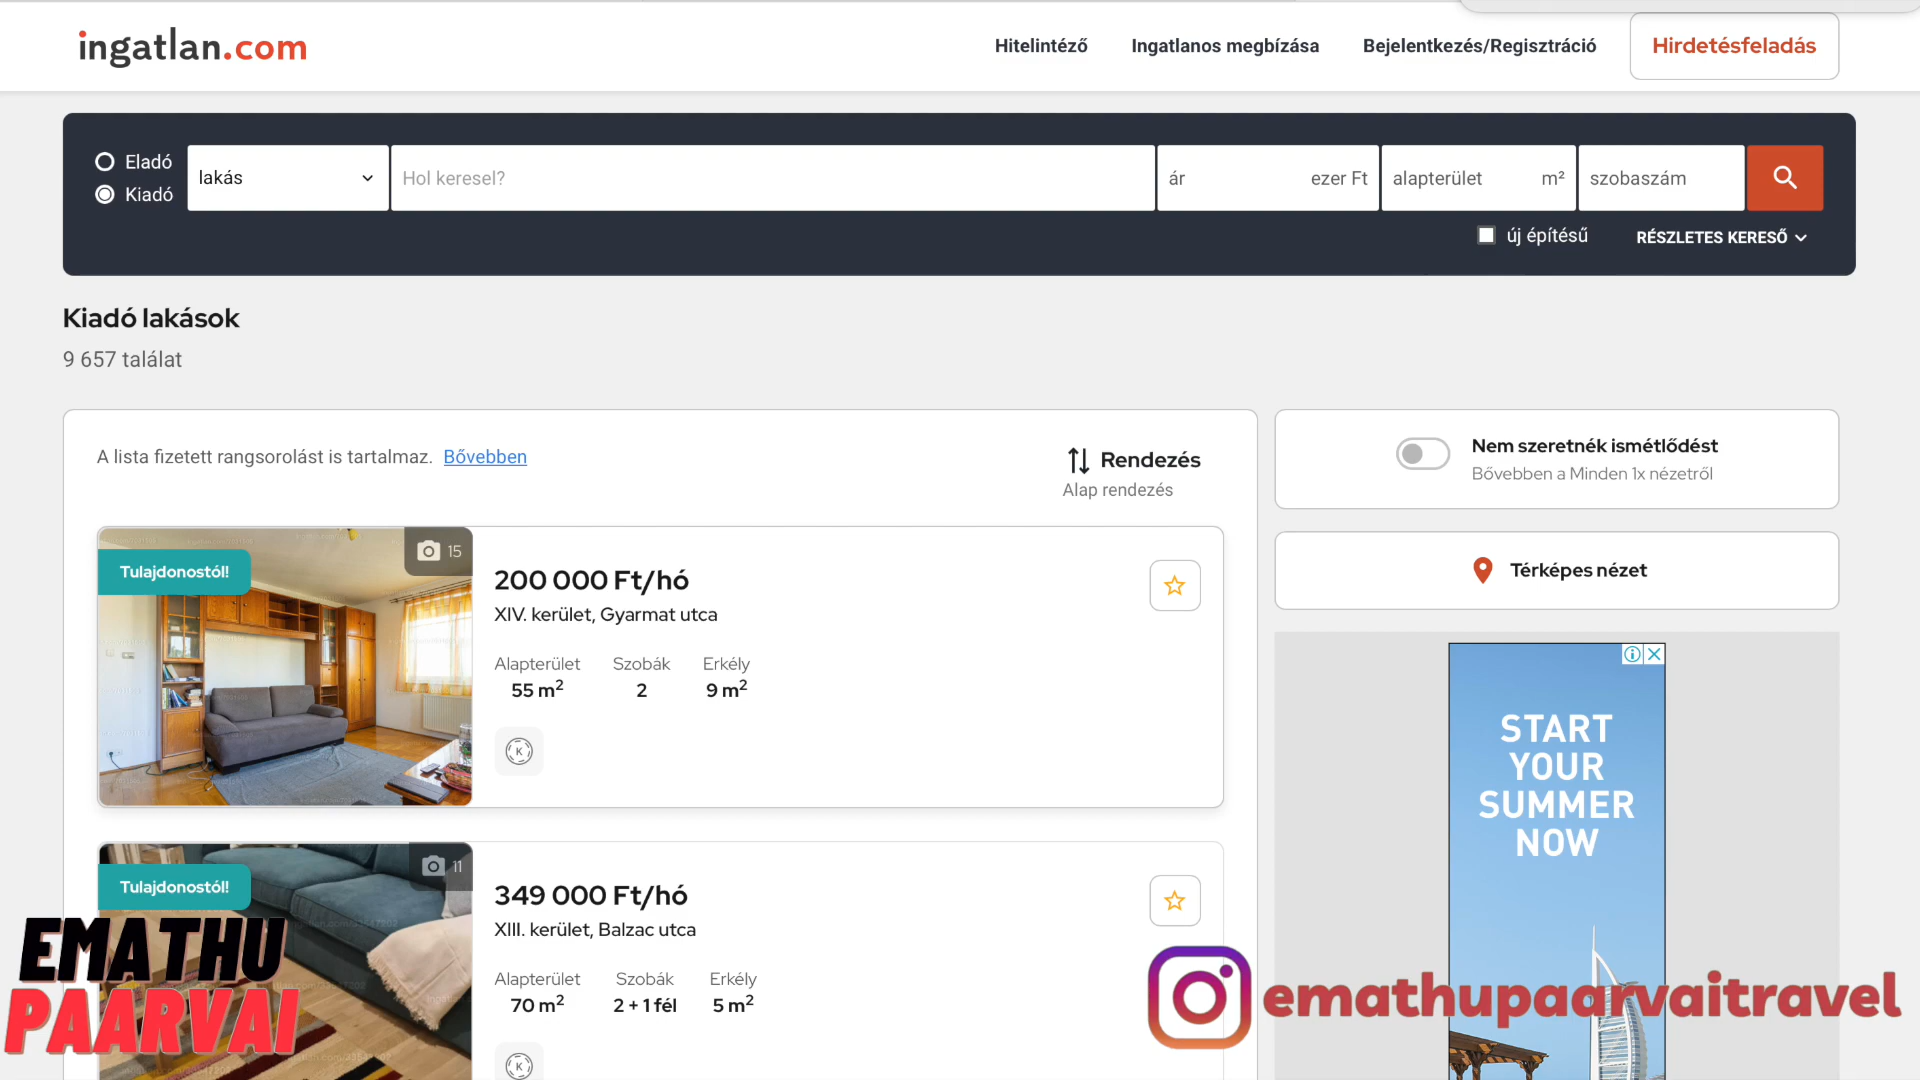 ingatlan.com
Hitelintéző
Ingatlanos megbízása
Bejelentkezés/Regisztráció
Hirdetésfeladás
Eladó
Kiadó
lakás
Hol keresel?
ár
ezer Ft
alapterület
m²
szobaszám
új építésű
RÉSZLETES KERESŐ
Kiadó lakások
9 657 találat
A lista fizetett rangsorolást is tartalmaz. Bővebben
Rendezés
Alap rendezés
Nem szeretnék ismétlődést
Bővebben a Minden 1x nézetről
Térképes nézet
Tulajdonostól!
15
200 000 Ft/hó
XIV. kerület, Gyarmat utca
Alapterület Szobák Erkély
55 m² 2 9 m²
K
START
YOUR
SUMMER
NOW
Tulajdonostól!
11
349 000 Ft/hó
XIII. kerület, Balzac utca
Alapterület Szobák Erkély
70 m² 2 + 1 fél 5 m²
K
EMATHU
PAARVAI
emathupaarvaitravel